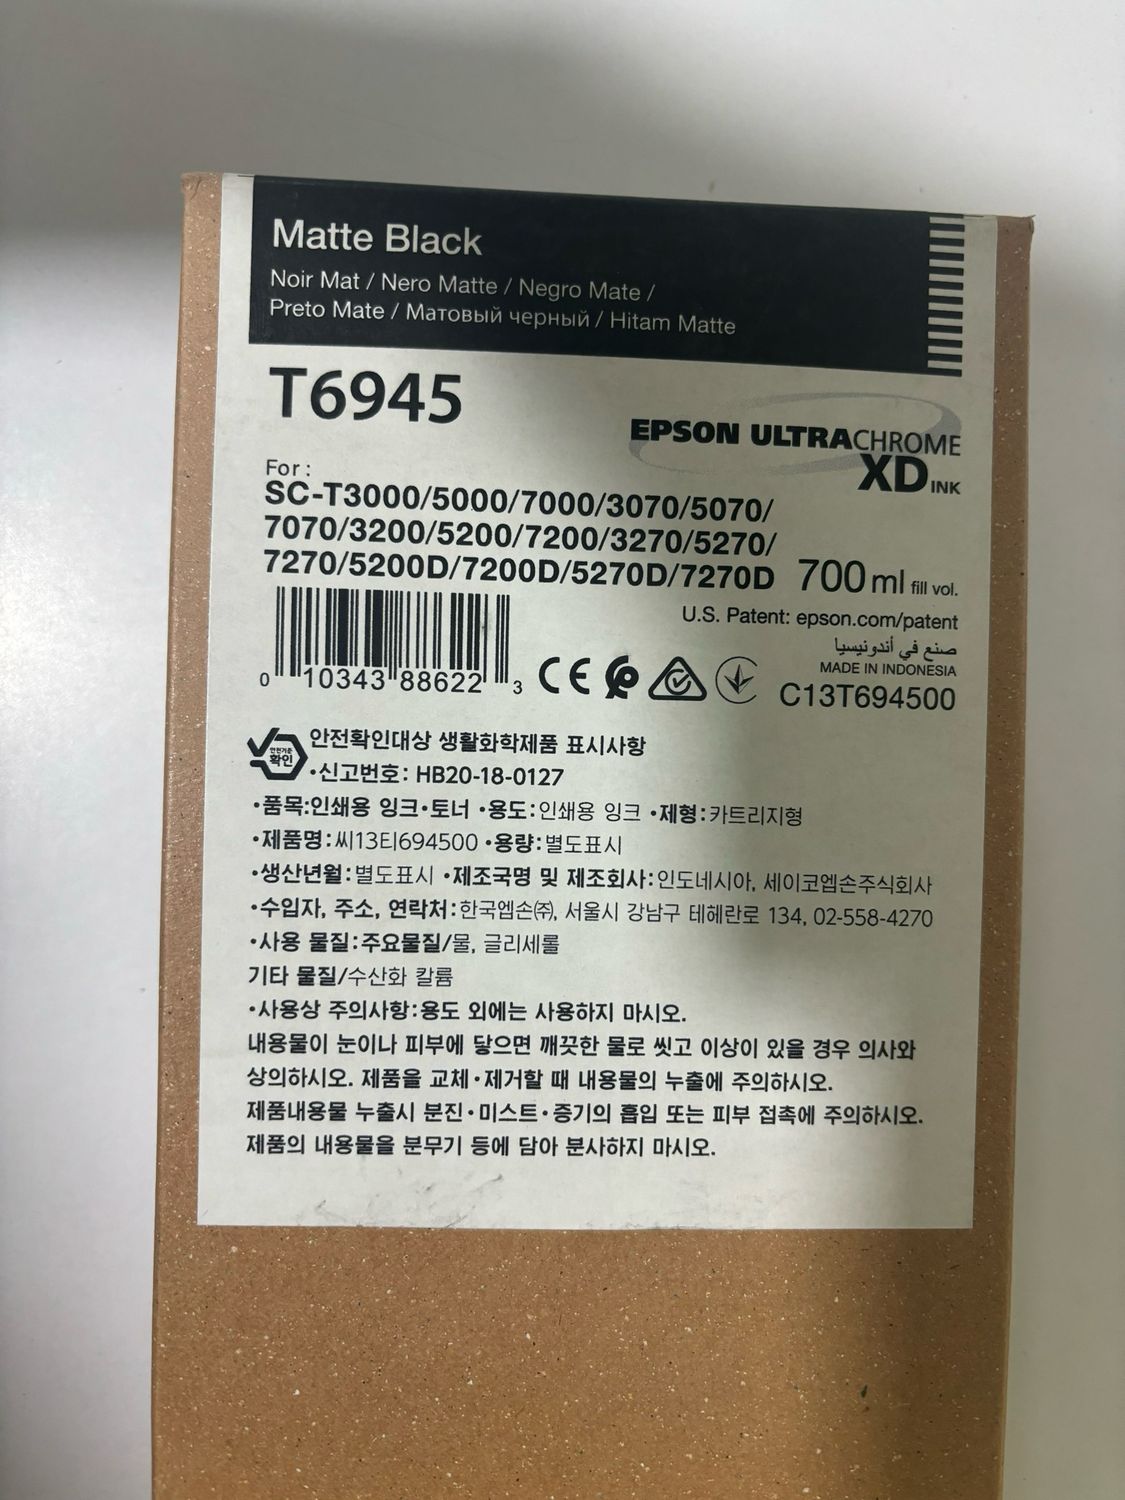 Matte Black
Noir Mat / Nero Matte / Negro Mate /
Preto Mate / Матовый черный / Hitam Matte
T6945
EPSON ULTRACHROME
XD INK
For :
SC-T3000/5000/7000/3070/5070/
7070/3200/5200/7200/3270/5270/
7270/5200D/7200D/5270D/7270D
700 ml fill vol.
U.S. Patent: epson.com/patent
صنع في أندونيسيا
MADE IN INDONESIA
C13T694500
0 10343 88622 3
CE
안전기준
확인
안전확인대상 생활화학제품 표시사항
•신고번호: HB20-18-0127
•품목:인쇄용 잉크•토너 •용도:인쇄용 잉크 •제형:카트리지형
•제품명:씨13티694500 •용량:별도표시
•생산년월:별도표시 •제조국명 및 제조회사:인도네시아, 세이코엡손주식회사
•수입자, 주소, 연락처:한국엡손㈜, 서울시 강남구 테헤란로 134, 02-558-4270
•사용 물질:주요물질/물, 글리세롤
기타 물질/수산화 칼륨
•사용상 주의사항:용도 외에는 사용하지 마시오.
내용물이 눈이나 피부에 닿으면 깨끗한 물로 씻고 이상이 있을 경우 의사와
상의하시오. 제품을 교체•제거할 때 내용물의 누출에 주의하시오.
제품내용물 누출시 분진•미스트•증기의 흡입 또는 피부 접촉에 주의하시오.
제품의 내용물을 분무기 등에 담아 분사하지 마시오.